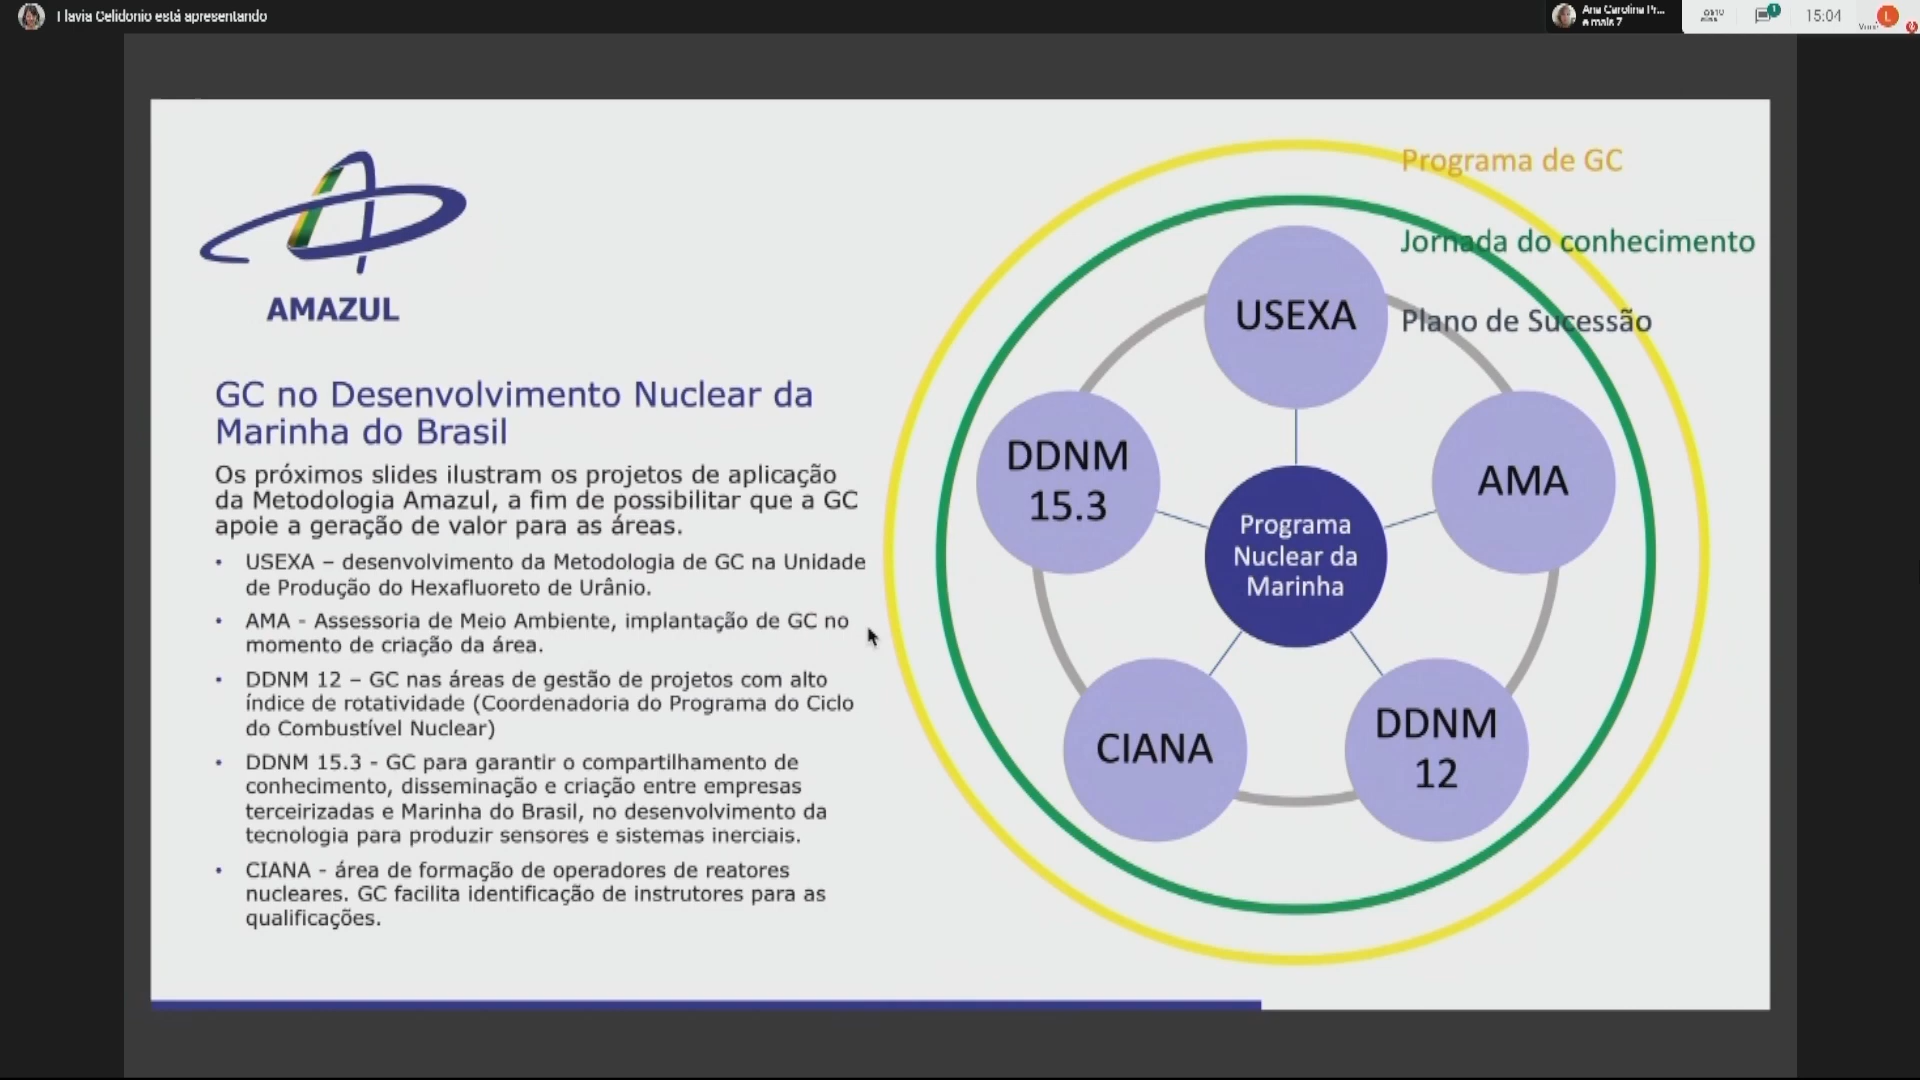 Flavia Celidonio está apresentando
Ana Carolina Pr...
e mais 7
1
15:04
L
AMAZUL
GC no Desenvolvimento Nuclear da
Marinha do Brasil
Os próximos slides ilustram os projetos de aplicação
da Metodologia Amazul, a fim de possibilitar que a GC
apoie a geração de valor para as áreas.
• USEXA – desenvolvimento da Metodologia de GC na Unidade
de Produção do Hexafluoreto de Urânio.
• AMA - Assessoria de Meio Ambiente, implantação de GC no
momento de criação da área.
• DDNM 12 – GC nas áreas de gestão de projetos com alto
índice de rotatividade (Coordenadoria do Programa do Ciclo
do Combustível Nuclear)
• DDNM 15.3 - GC para garantir o compartilhamento de
conhecimento, disseminação e criação entre empresas
terceirizadas e Marinha do Brasil, no desenvolvimento da
tecnologia para produzir sensores e sistemas inerciais.
• CIANA - área de formação de operadores de reatores
nucleares. GC facilita identificação de instrutores para as
qualificações.
Programa de GC
Jornada do conhecimento
Plano de Sucessão
USEXA
DDNM
15.3
AMA
Programa
Nuclear da
Marinha
CIANA
DDNM
12